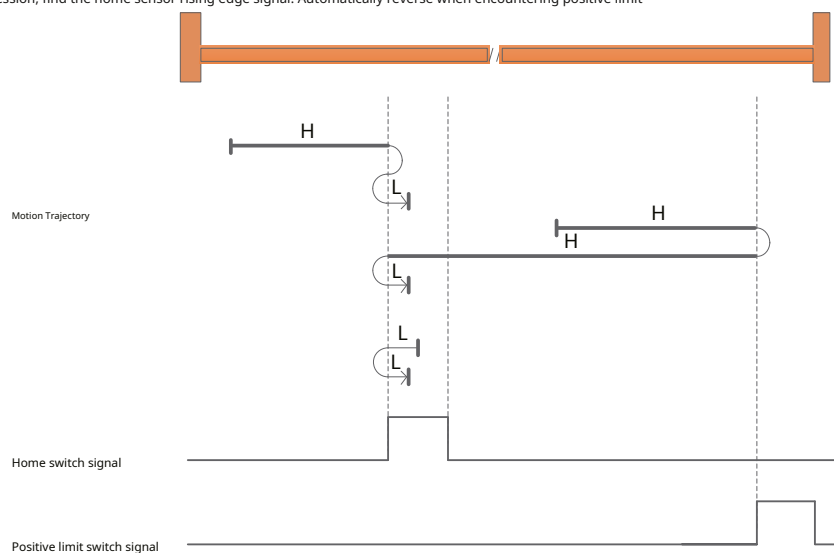 find the home sensor rising edge signal. Automatically reverse when encountering positive limit
H
L
Motion Trajectory
H
H
L
L
L
Home switch signal
Positive limit switch signal